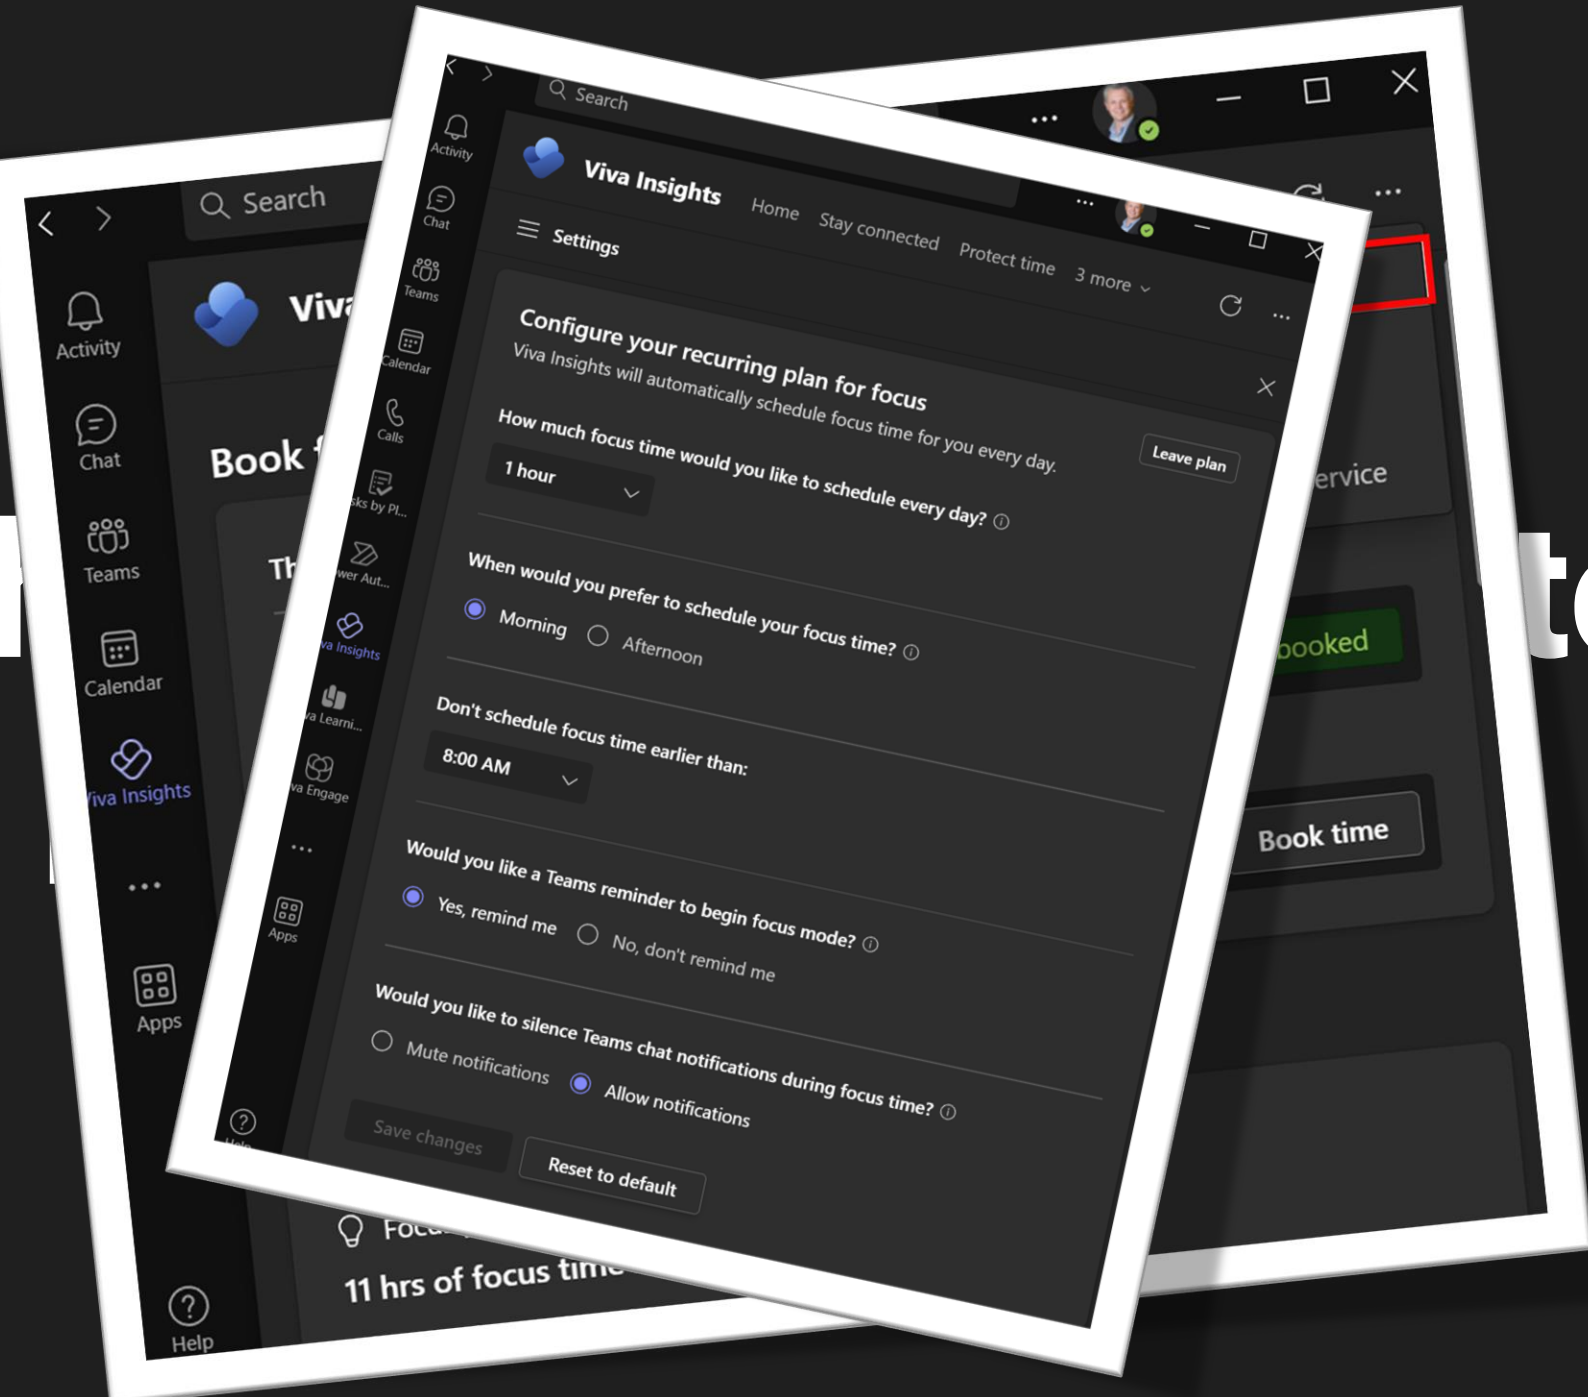 Search
Activity
Chat
Teams
Calendar
Viva Insights
Apps
Help
Book
11 hrs of focus time
Search
Activity
Chat
Teams
Calendar
Calls
Viva Insights Home Stay connected Protect time 3 more
Settings
Configure your recurring plan for focus
Viva Insights will automatically schedule focus time for you every day.
Leave plan
How much focus time would you like to schedule every day?
1 hour
When would you prefer to schedule your focus time?
Morning Afternoon
Don't schedule focus time earlier than:
8:00 AM
Would you like a Teams reminder to begin focus mode?
Yes, remind me No, don't remind me
Would you like to silence Teams chat notifications during focus time?
Mute notifications Allow notifications
Save changes Reset to default
Insights
Engage
Apps
booked
Book time